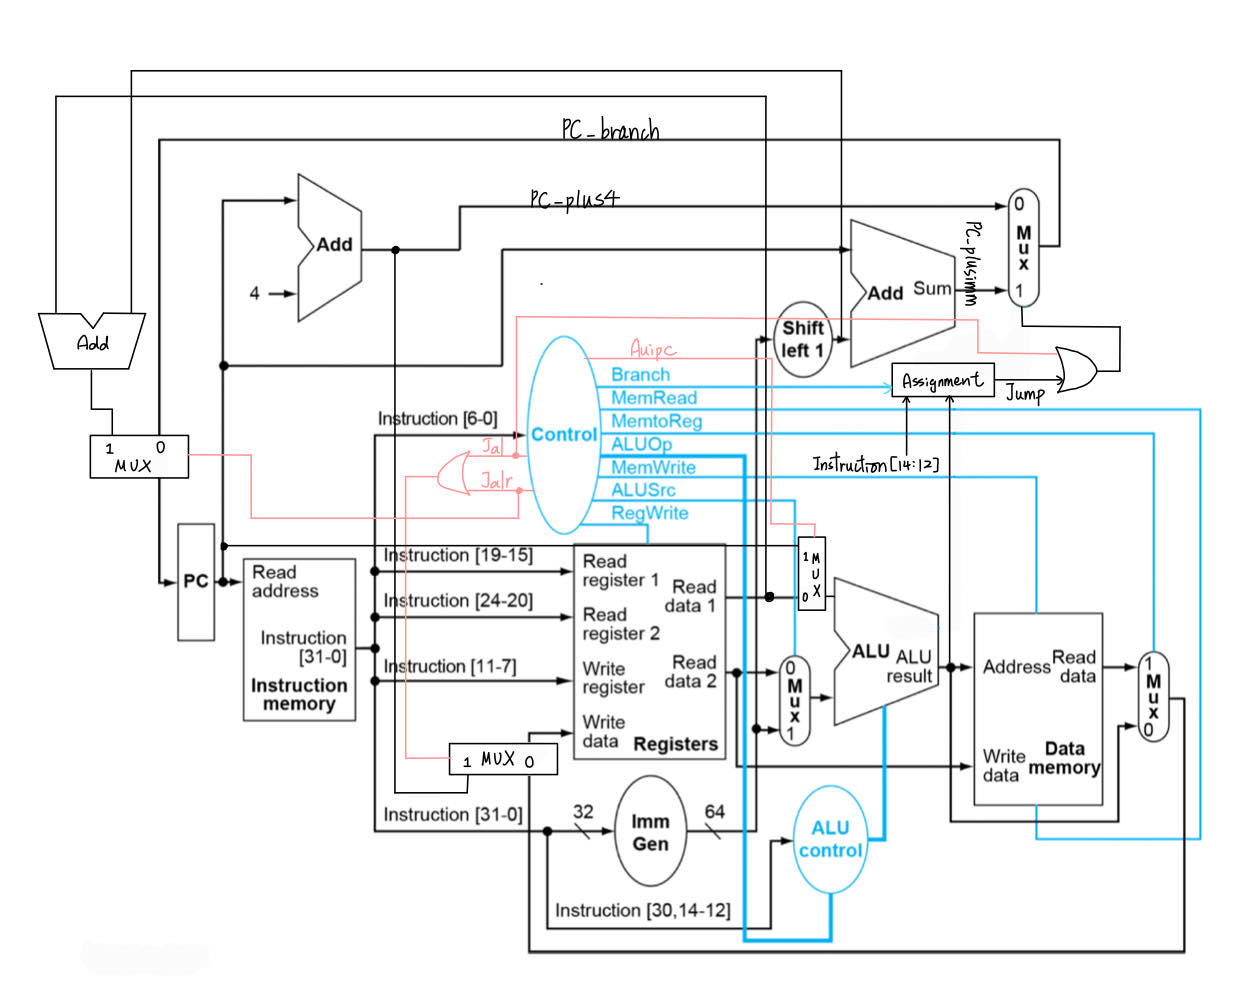 PC_branch
PC-plus4
0
Mux
1
PC-plusimm
Add
4
Add Sum
Shift left 1
Add
1 0
MUX
Auipc
Branch
MemRead
MemtoReg
ALUOp
MemWrite
ALUSrc
RegWrite
Control
Instruction [6-0]
Jal
Jalr
Assignment
Jump
Instruction[14:12]
PC
Read address
Instruction [31-0]
Instruction memory
Instruction [19-15]
Instruction [24-20]
Instruction [11-7]
Read register 1
Read data 1
Read register 2
Write register
Read data 2
Write data
Registers
1
MUX
0
0
Mux
1
ALU
ALU result
Address
Read data
Write data
Data memory
1
Mux
0
1 MUX 0
Instruction [31-0]
32
Imm Gen
64
ALU control
Instruction [30,14-12]